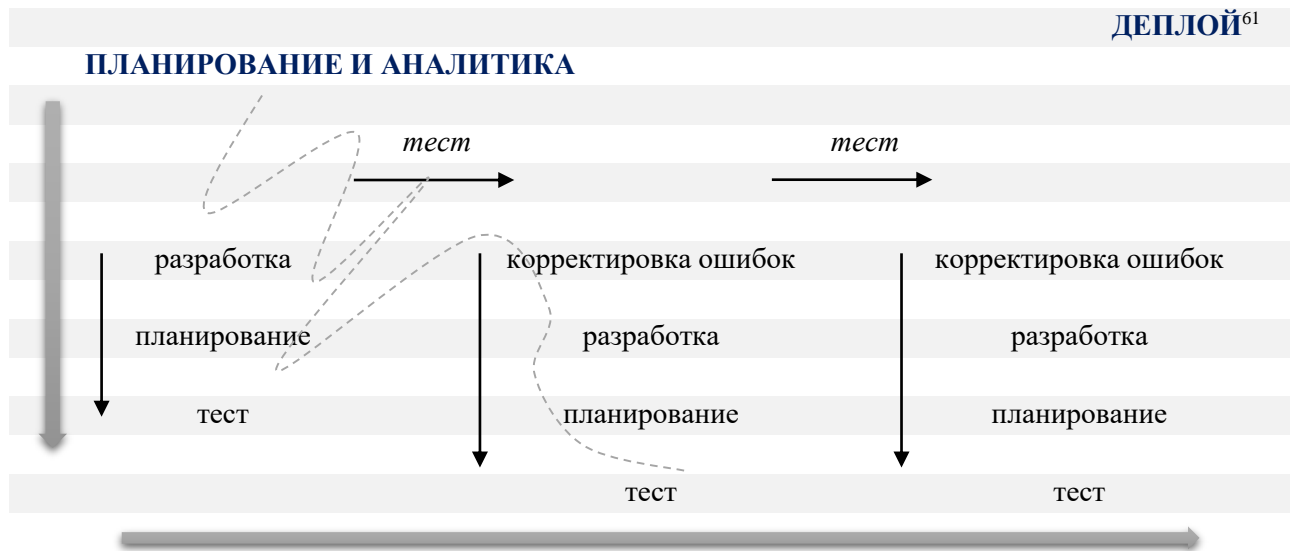 ДЕПЛОЙ61
ПЛАНИРОВАНИЕ И АНАЛИТИКА
тест тест
разработка корректировка ошибок корректировка ошибок
планирование разработка разработка
тест планирование планирование
тест тест